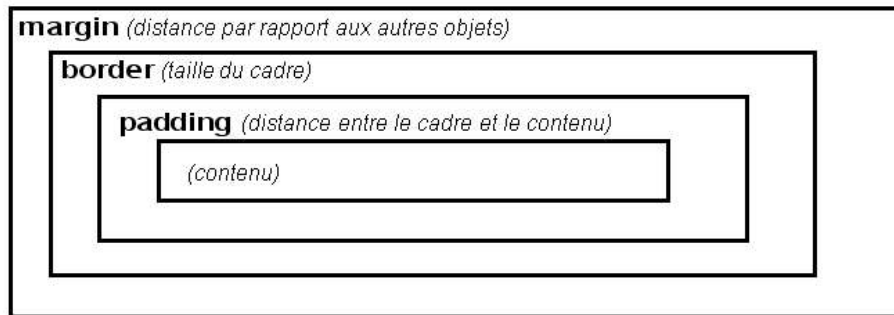 margin (distance par rapport aux autres objets)
border (taille du cadre)
padding (distance entre le cadre et le contenu)
(contenu)